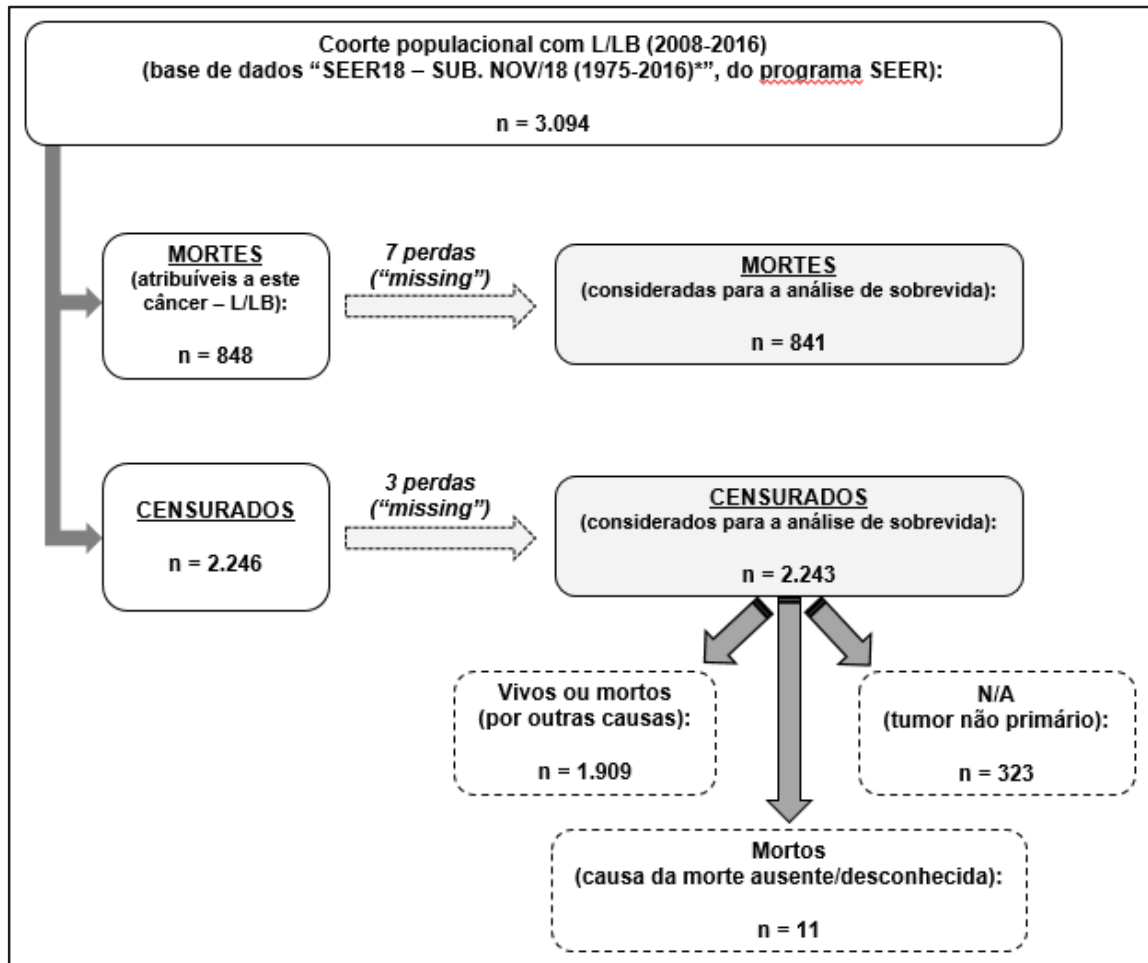 Coorte populacional com L/LB (2008-2016)
(base de dados “SEER18 – SUB. NOV/18 (1975-2016)*”, do programa SEER):
n = 3.094
MORTES
(atribuíveis a este
câncer – L/LB):
n = 848
7 perdas
(“missing”)
MORTES
(consideradas para a análise de sobrevida):
n = 841
CENSURADOS
n = 2.246
3 perdas
(“missing”)
CENSURADOS
(considerados para a análise de sobrevida):
n = 2.243
Vivos ou mortos
(por outras causas):
n = 1.909
N/A
(tumor não primário):
n = 323
Mortos
(causa da morte ausente/desconhecida):
n = 11